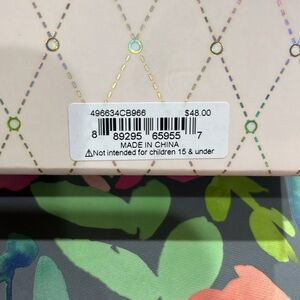 496634CB966 $48.00
8 89295 65955 7
MADE IN CHINA
⚠Not intended for children 15 & under